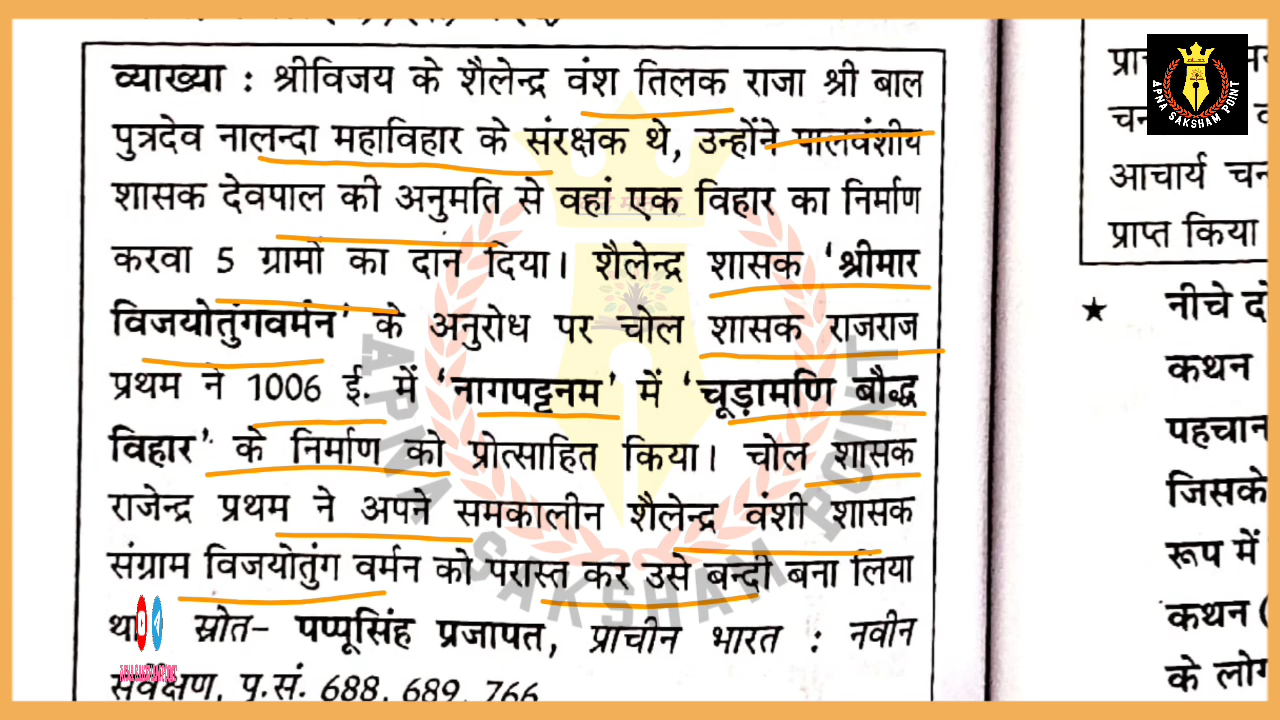 व्याख्या : श्रीविजय के शैलेन्द्र वंश तिलक राजा श्री बाल
पुत्रदेव नालन्दा महाविहार के संरक्षक थे, उन्होंने पालवंशीय
शासक देवपाल की अनुमति से वहां एक विहार का निर्माण
करवा 5 ग्रामों का दान दिया। शैलेन्द्र शासक ‘श्रीमार
विजयोतुंगवर्मन’ के अनुरोध पर चोल शासक राजराज
प्रथम ने 1006 ई. में ‘नागपट्टनम’ में ‘चूड़ामणि बौद्ध
विहार’ के निर्माण को प्रोत्साहित किया। चोल शासक
राजेन्द्र प्रथम ने अपने समकालीन शैलेन्द्र वंशी शासक
संग्राम विजयोतुंग वर्मन को परास्त कर उसे बन्दी बना लिया
था स्रोत– पप्पूसिंह प्रजापत, प्राचीन भारत : नवीन
सर्वेक्षण, पृ.सं. 688, 689, 766
APNA SAKSHAM POINT
आचार्य
प्राप्त किया
★ नीचे
कथन
पहचान
जिसके
रूप में
कथन (
के
APNA SAKSHAM POINT